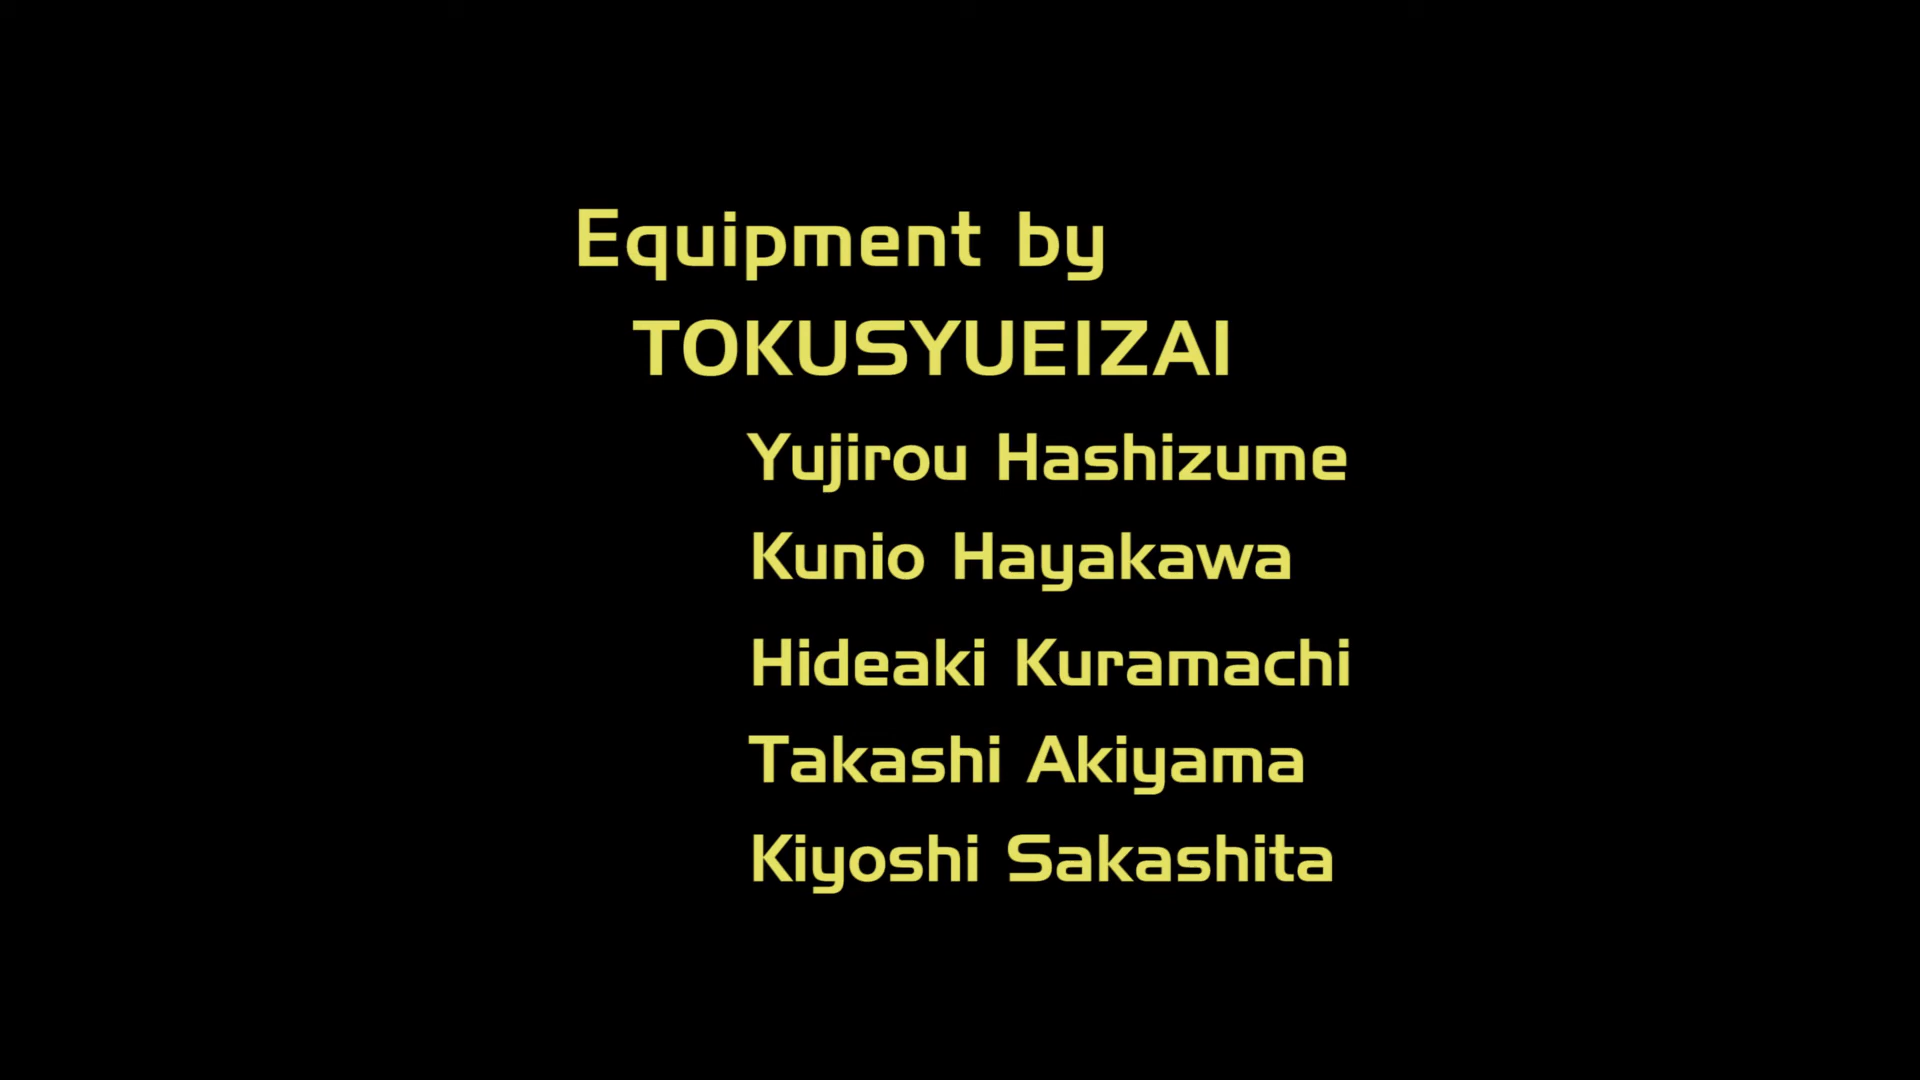 Equipment by
TOKUSYUEIZAI
Yujirou Hashizume
Kunio Hayakawa
Hideaki Kuramachi
Takashi Akiyama
Kiyoshi Sakashita